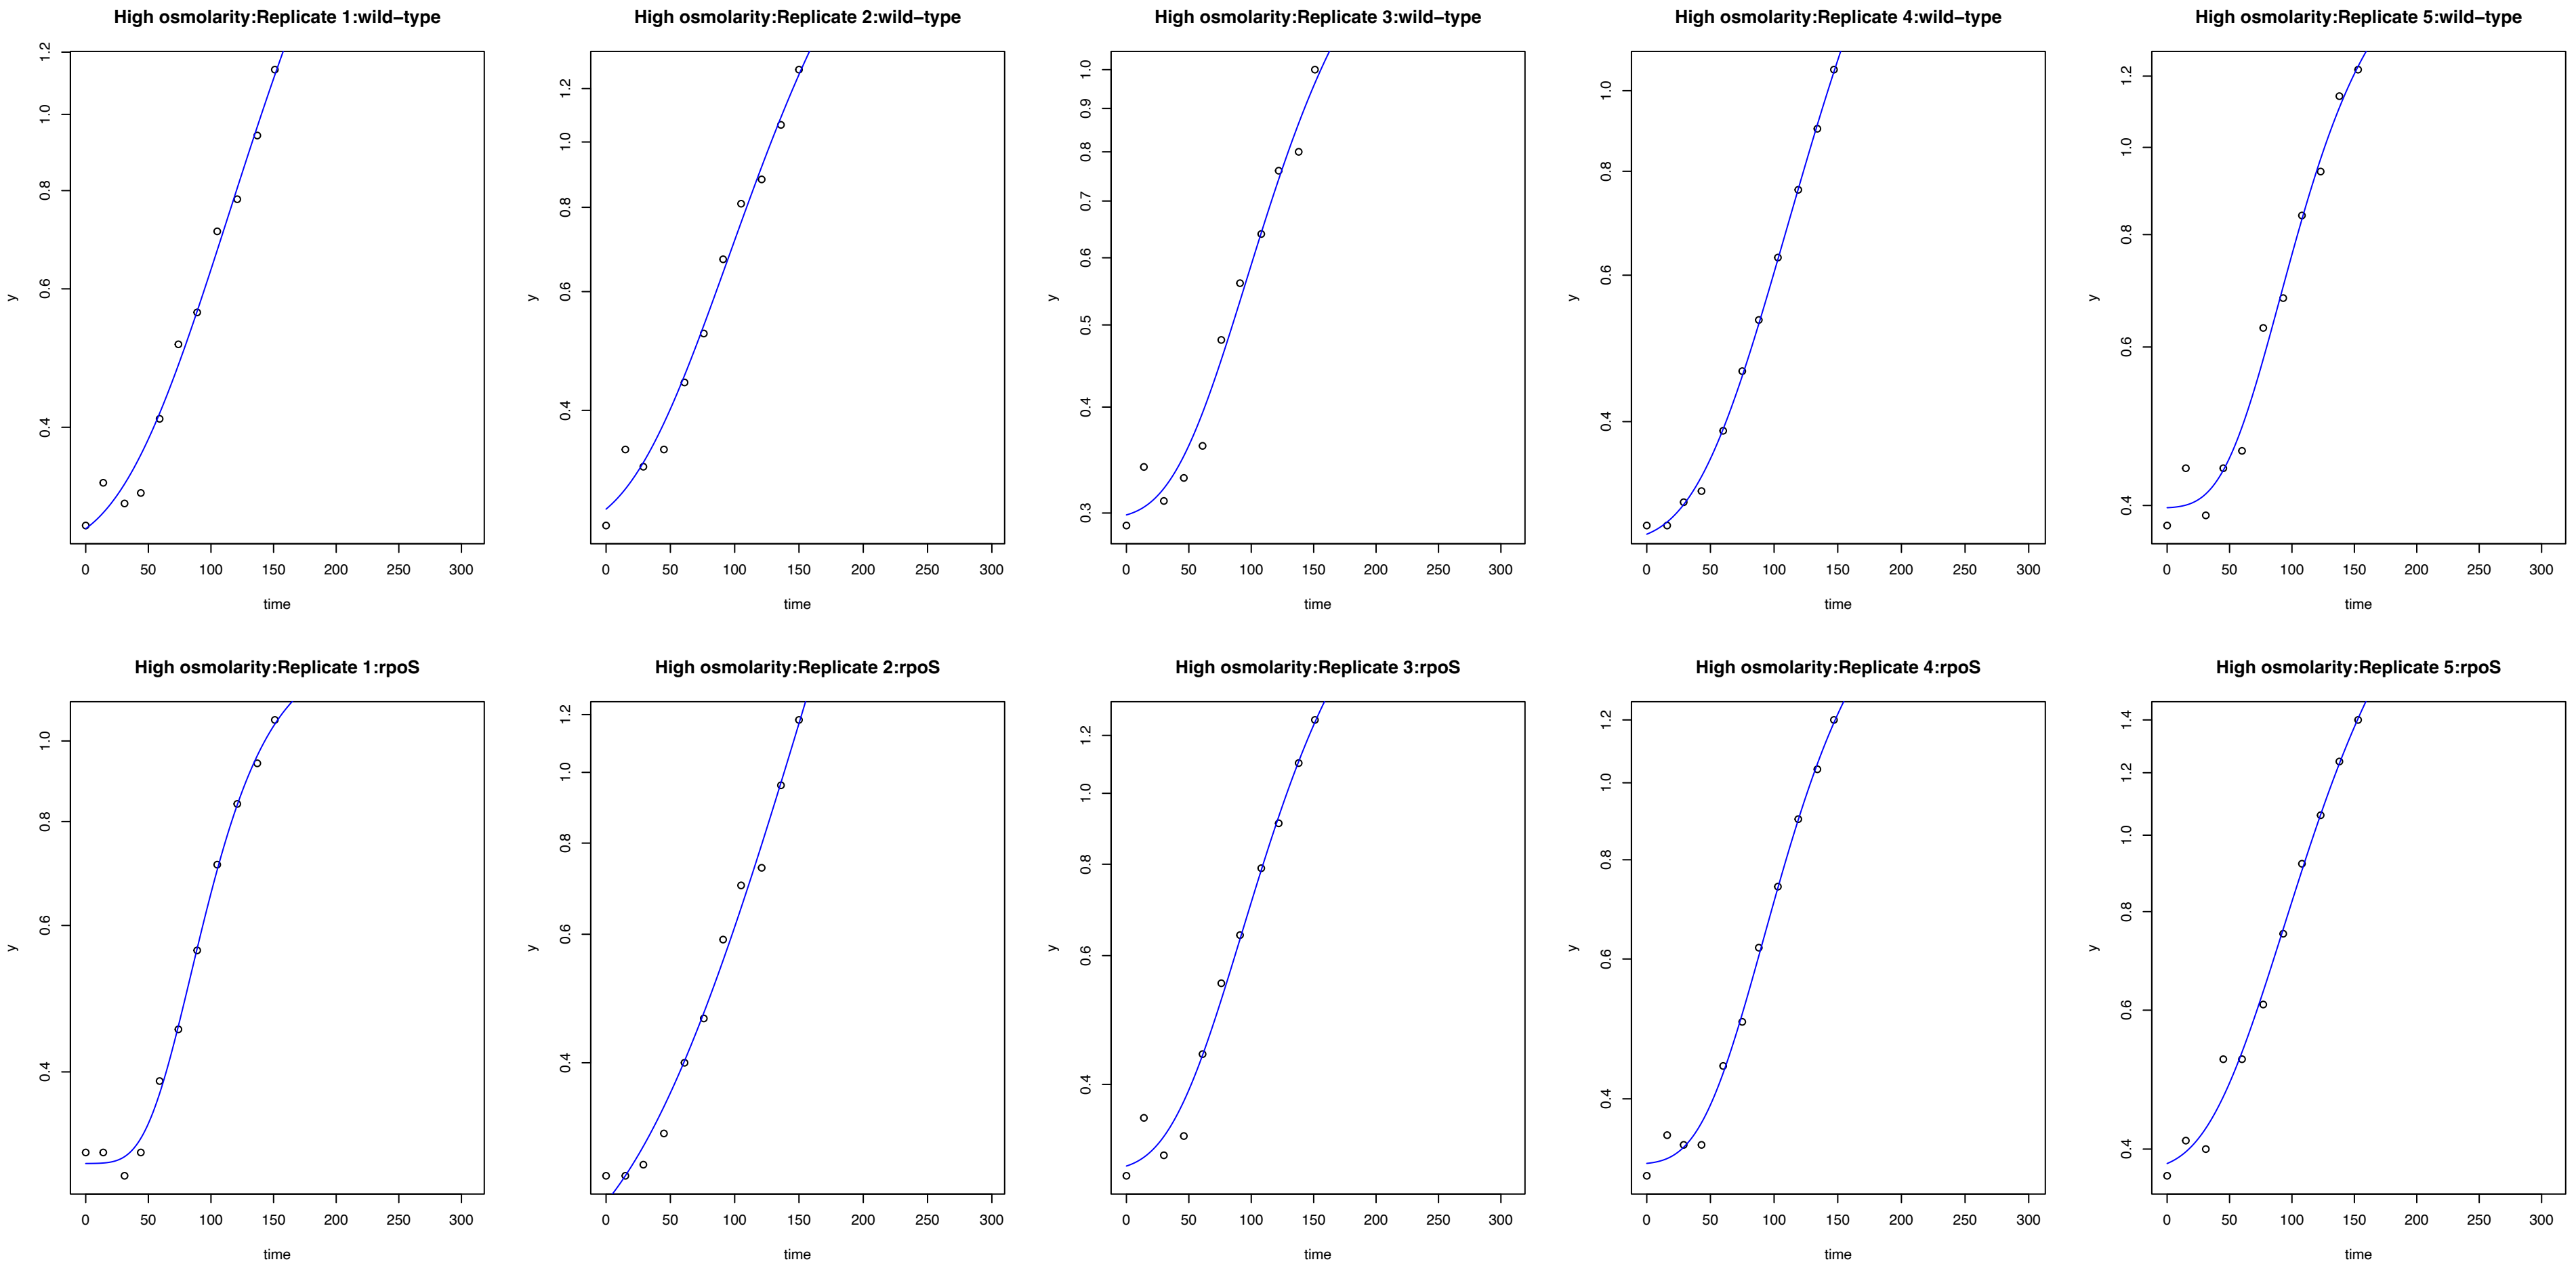 High osmolarity:Replicate 1:wild−type
y
0.4 0.6 0.8 1.0 1.2
0 50 100 150 200 250 300
time
High osmolarity:Replicate 2:wild−type
y
0.4 0.6 0.8 1.0 1.2
0 50 100 150 200 250 300
time
High osmolarity:Replicate 3:wild−type
y
0.3 0.4 0.5 0.6 0.7 0.8 0.9 1.0
0 50 100 150 200 250 300
time
High osmolarity:Replicate 4:wild−type
y
0.4 0.6 0.8 1.0
0 50 100 150 200 250 300
time
High osmolarity:Replicate 5:wild−type
y
0.4 0.6 0.8 1.0 1.2
0 50 100 150 200 250 300
time
High osmolarity:Replicate 1:rpoS
y
0.4 0.6 0.8 1.0
0 50 100 150 200 250 300
time
High osmolarity:Replicate 2:rpoS
y
0.4 0.6 0.8 1.0 1.2
0 50 100 150 200 250 300
time
High osmolarity:Replicate 3:rpoS
y
0.4 0.6 0.8 1.0 1.2
0 50 100 150 200 250 300
time
High osmolarity:Replicate 4:rpoS
y
0.4 0.6 0.8 1.0 1.2
0 50 100 150 200 250 300
time
High osmolarity:Replicate 5:rpoS
y
0.4 0.6 0.8 1.0 1.2 1.4
0 50 100 150 200 250 300
time